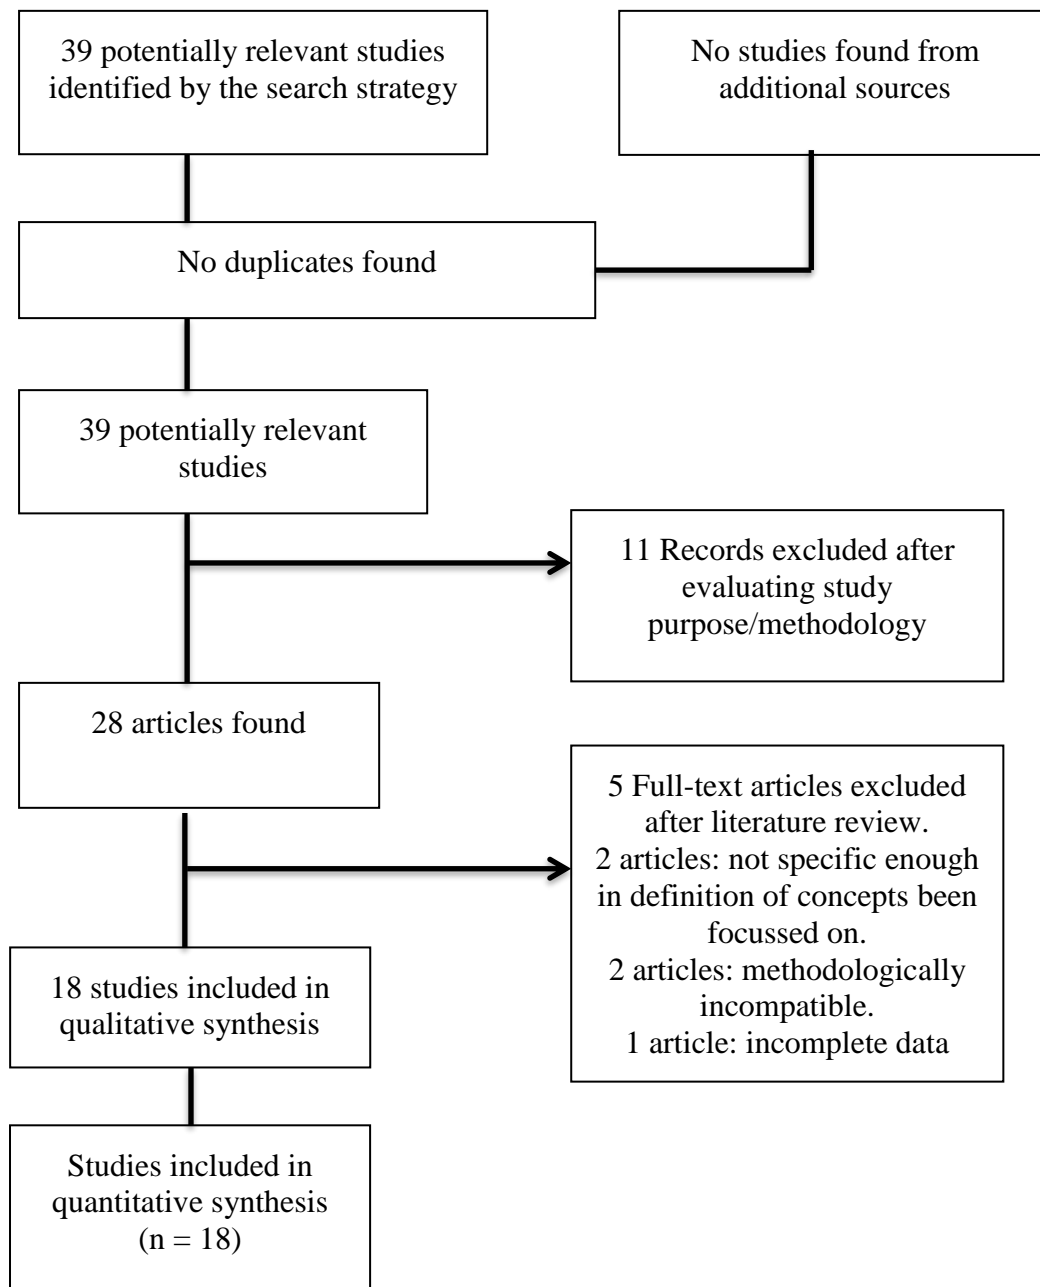 39 potentially relevant studies
identified by the search strategy
No studies found from
additional sources
No duplicates found
39 potentially relevant
studies
11 Records excluded after
evaluating study
purpose/methodology
28 articles found
5 Full-text articles excluded
after literature review.
2 articles: not specific enough
in definition of concepts been
focussed on.
2 articles: methodologically
incompatible.
1 article: incomplete data
18 studies included in
qualitative synthesis
Studies included in
quantitative synthesis
(n = 18)